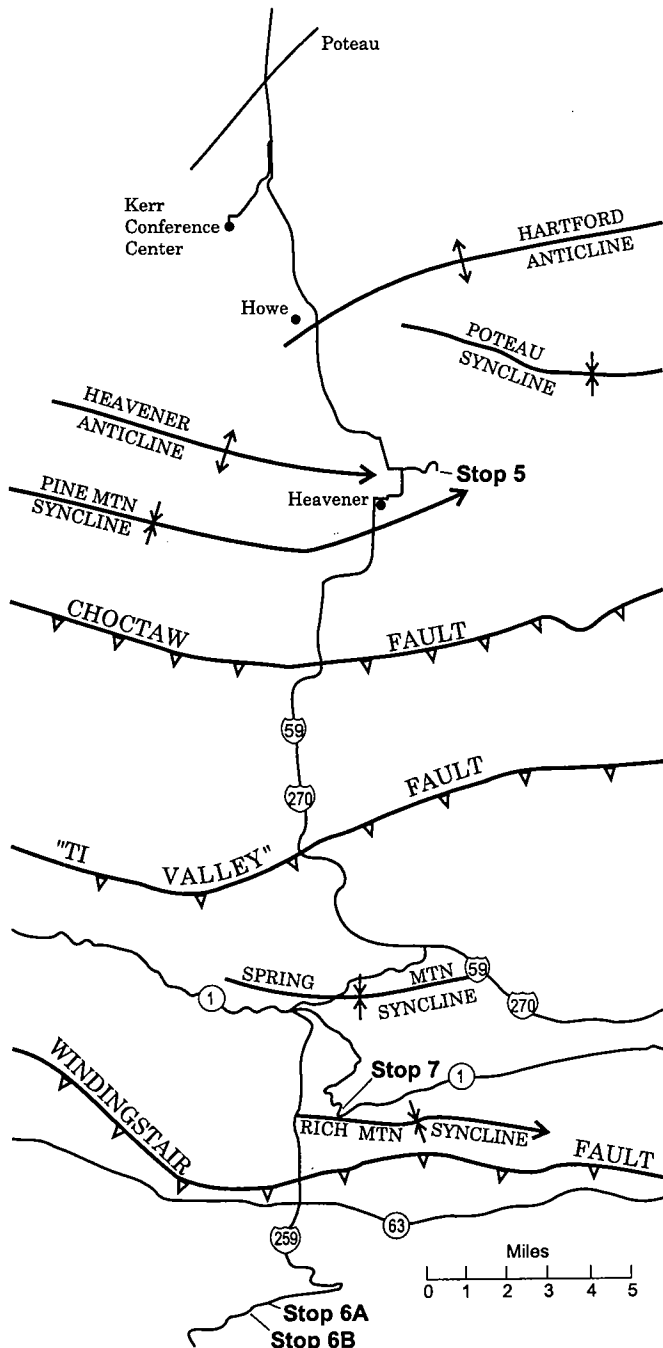 Poteau
Kerr
Conference
Center
HARTFORD
ANTICLINE
Howe
POTEAU
SYNCLINE
HEAVENER
ANTICLINE
Stop 5
PINE MTN
SYNCLINE
Heavener
CHOCTAW FAULT
59
270
FAULT
"TI VALLEY"
SPRING MTN
SYNCLINE
59
270
1
Stop 7
1
WINDINGSTAIR
RICH MTN SYNCLINE
FAULT
63
259
Miles
0 1 2 3 4 5
Stop 6A
Stop 6B